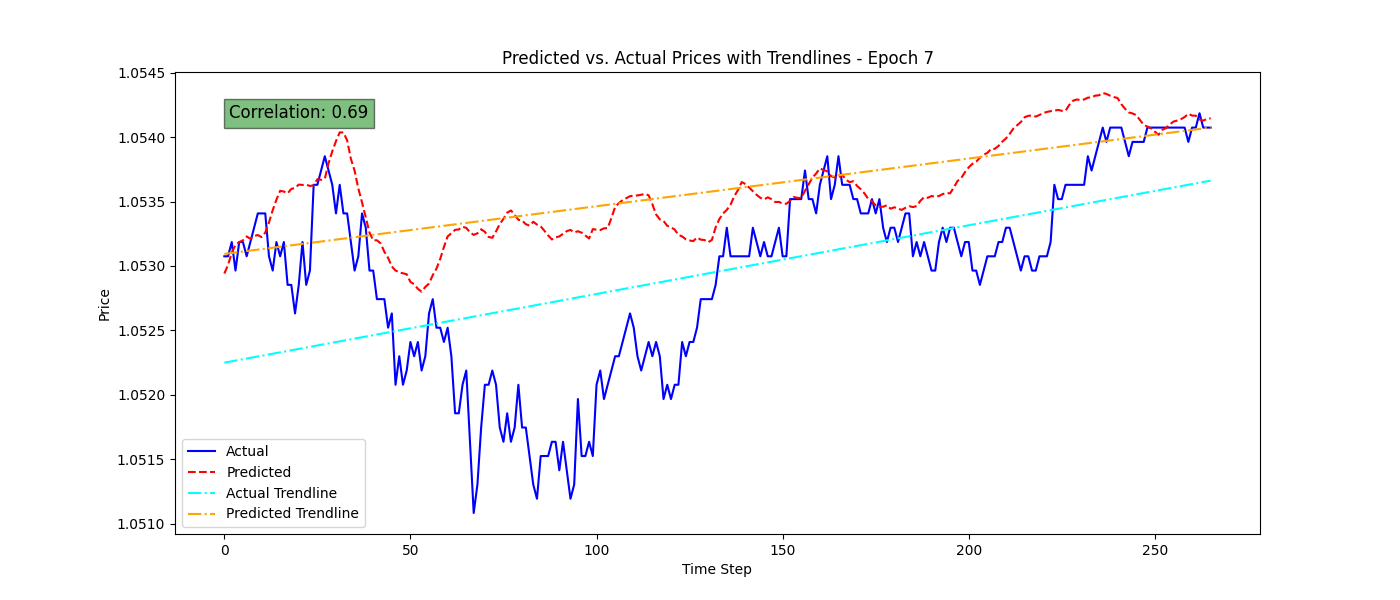 Predicted vs. Actual Prices with Trendlines - Epoch 7
Correlation: 0.69
1.0545
1.0540
1.0535
1.0530
1.0525
1.0520
1.0515
1.0510
Price
Actual
Predicted
Actual Trendline
Predicted Trendline
0 50 100 150 200 250
Time Step